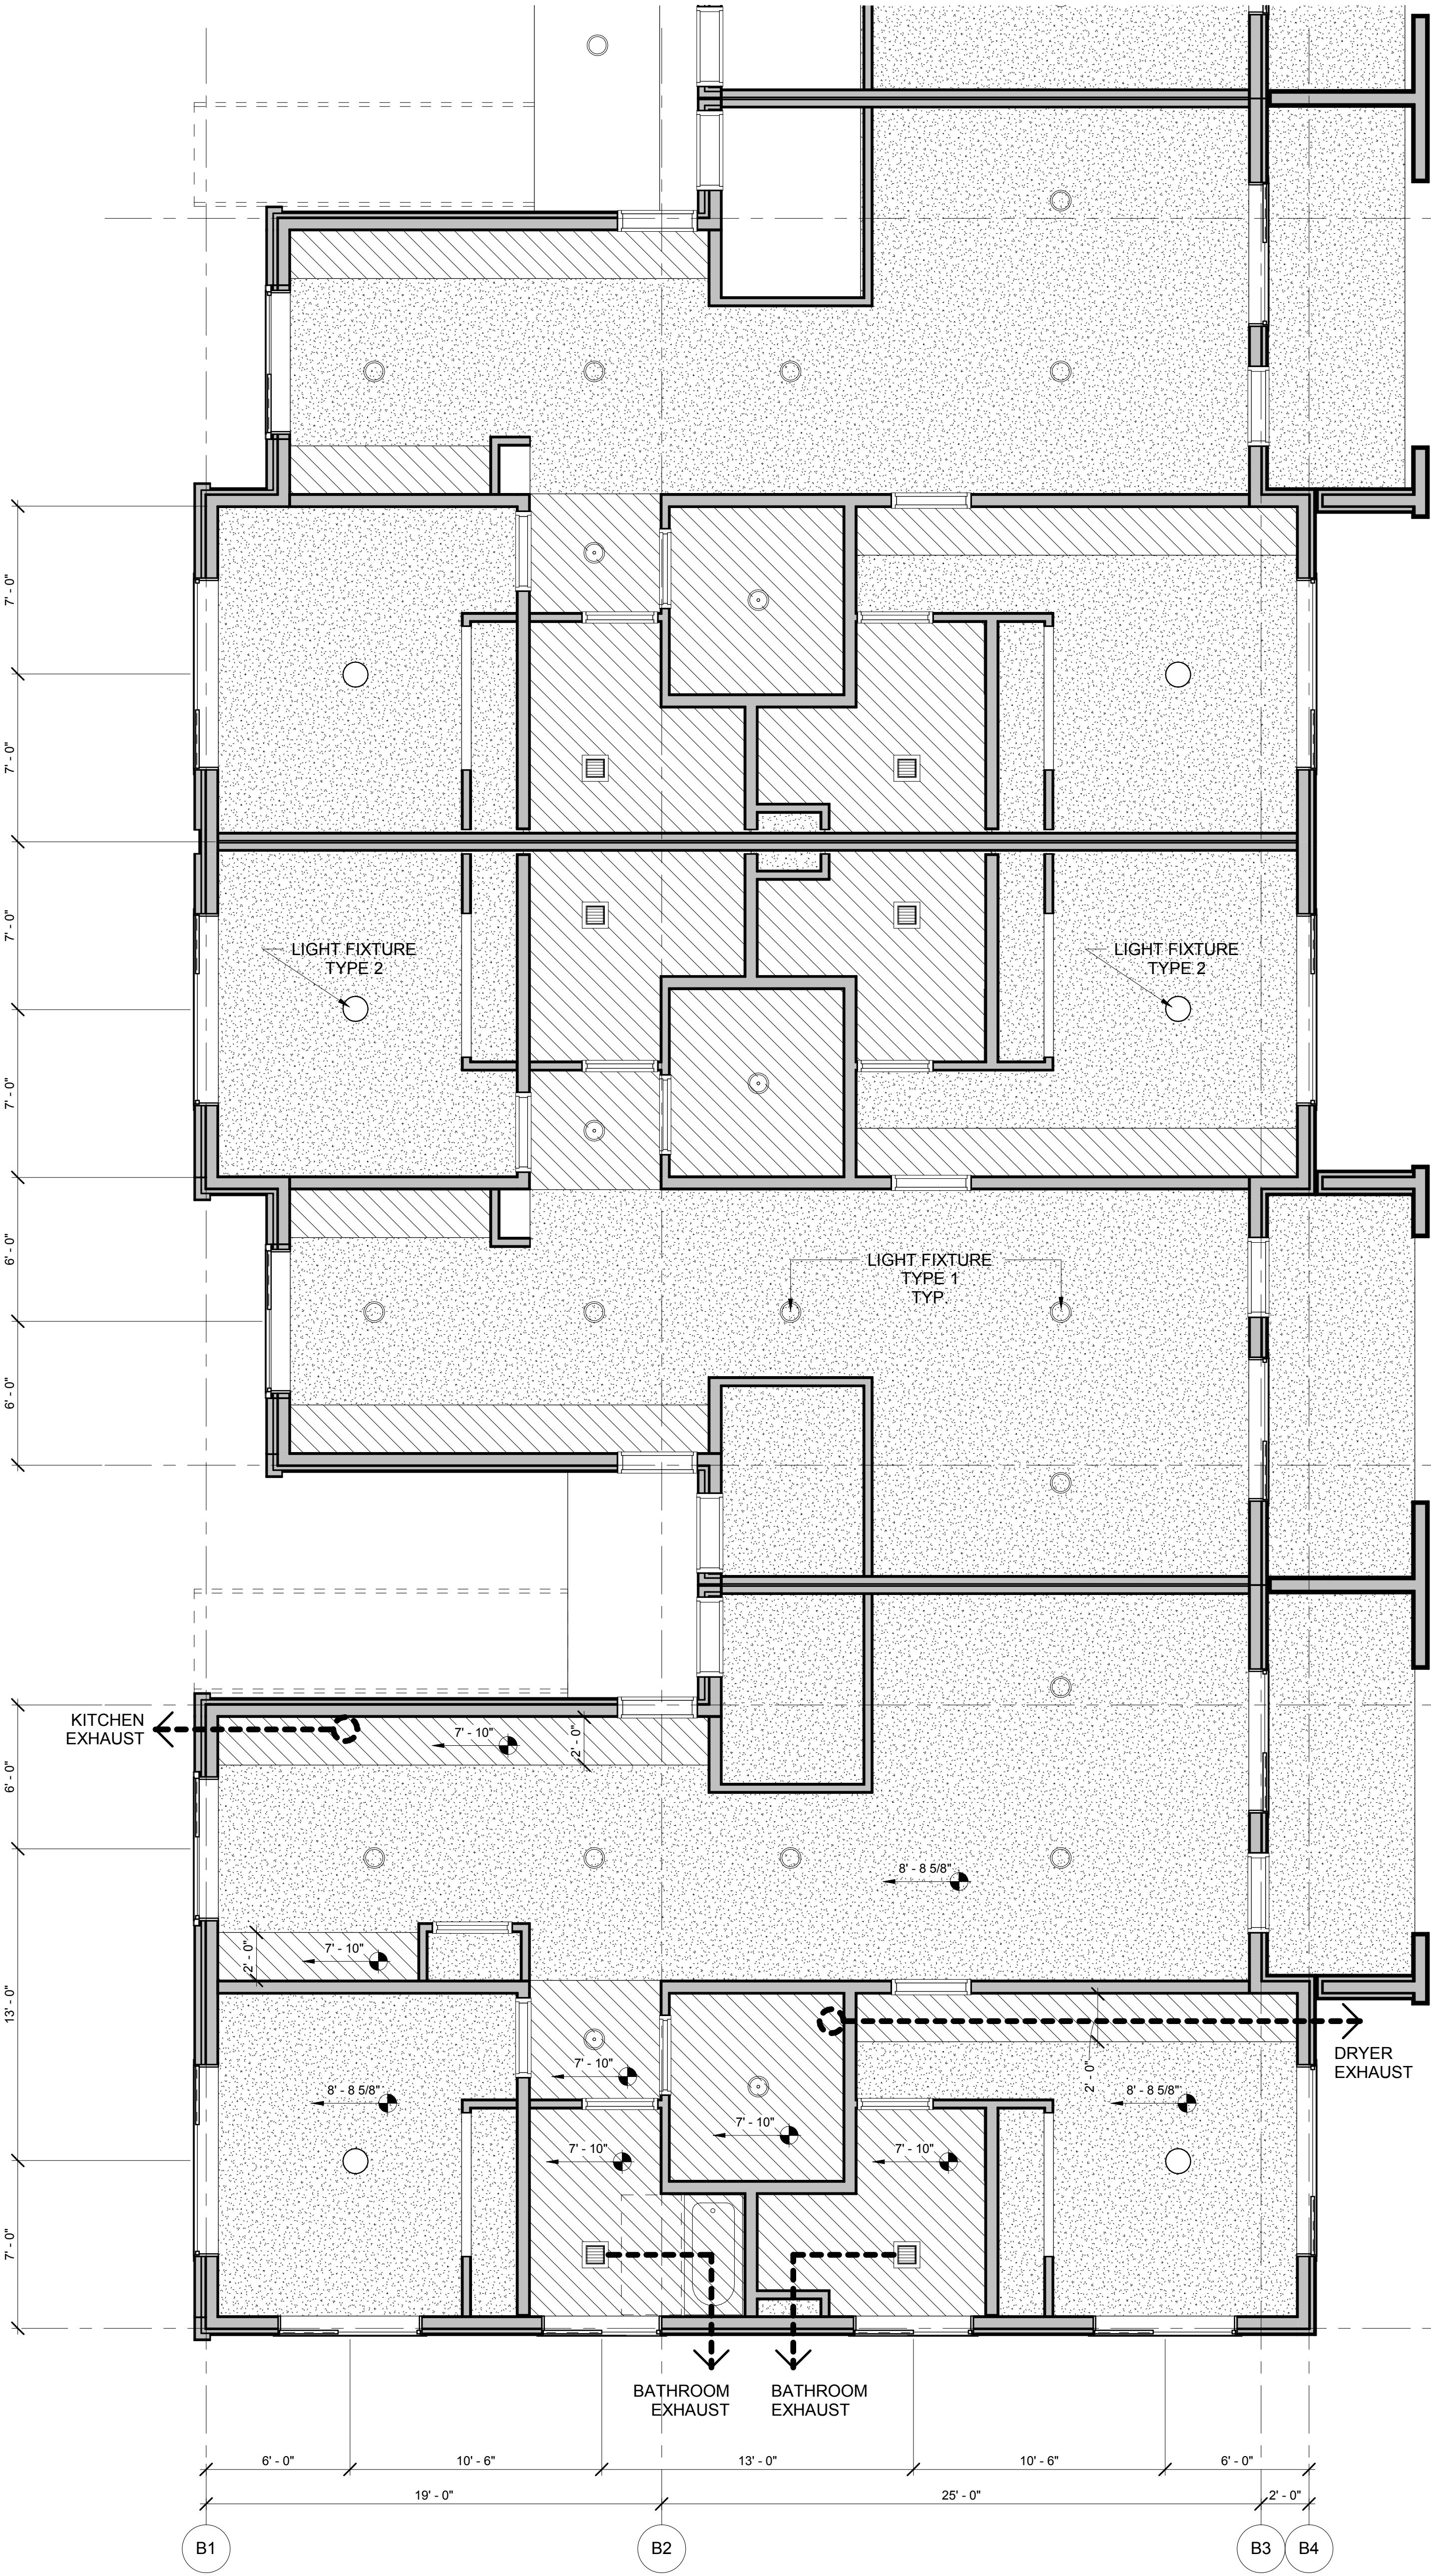 7' - 0"
7' - 0"
7' - 0"
LIGHT FIXTURE
TYPE 2
LIGHT FIXTURE
TYPE 2
7' - 0"
6' - 0"
LIGHT FIXTURE
TYPE 1
TYP.
6' - 0"
KITCHEN
EXHAUST
7' - 10"
2' - 0"
6' - 0"
8' - 8 5/8"
7' - 10"
2' - 0"
13' - 0"
DRYER
EXHAUST
7' - 10"
2' - 0"
8' - 8 5/8"
8' - 8 5/8"
7' - 10"
7' - 10"
7' - 10"
7' - 0"
BATHROOM
EXHAUST
BATHROOM
EXHAUST
6' - 0"
10' - 6"
13' - 0"
10' - 6"
6' - 0"
19' - 0"
25' - 0"
2' - 0"
B1
B2
B3
B4